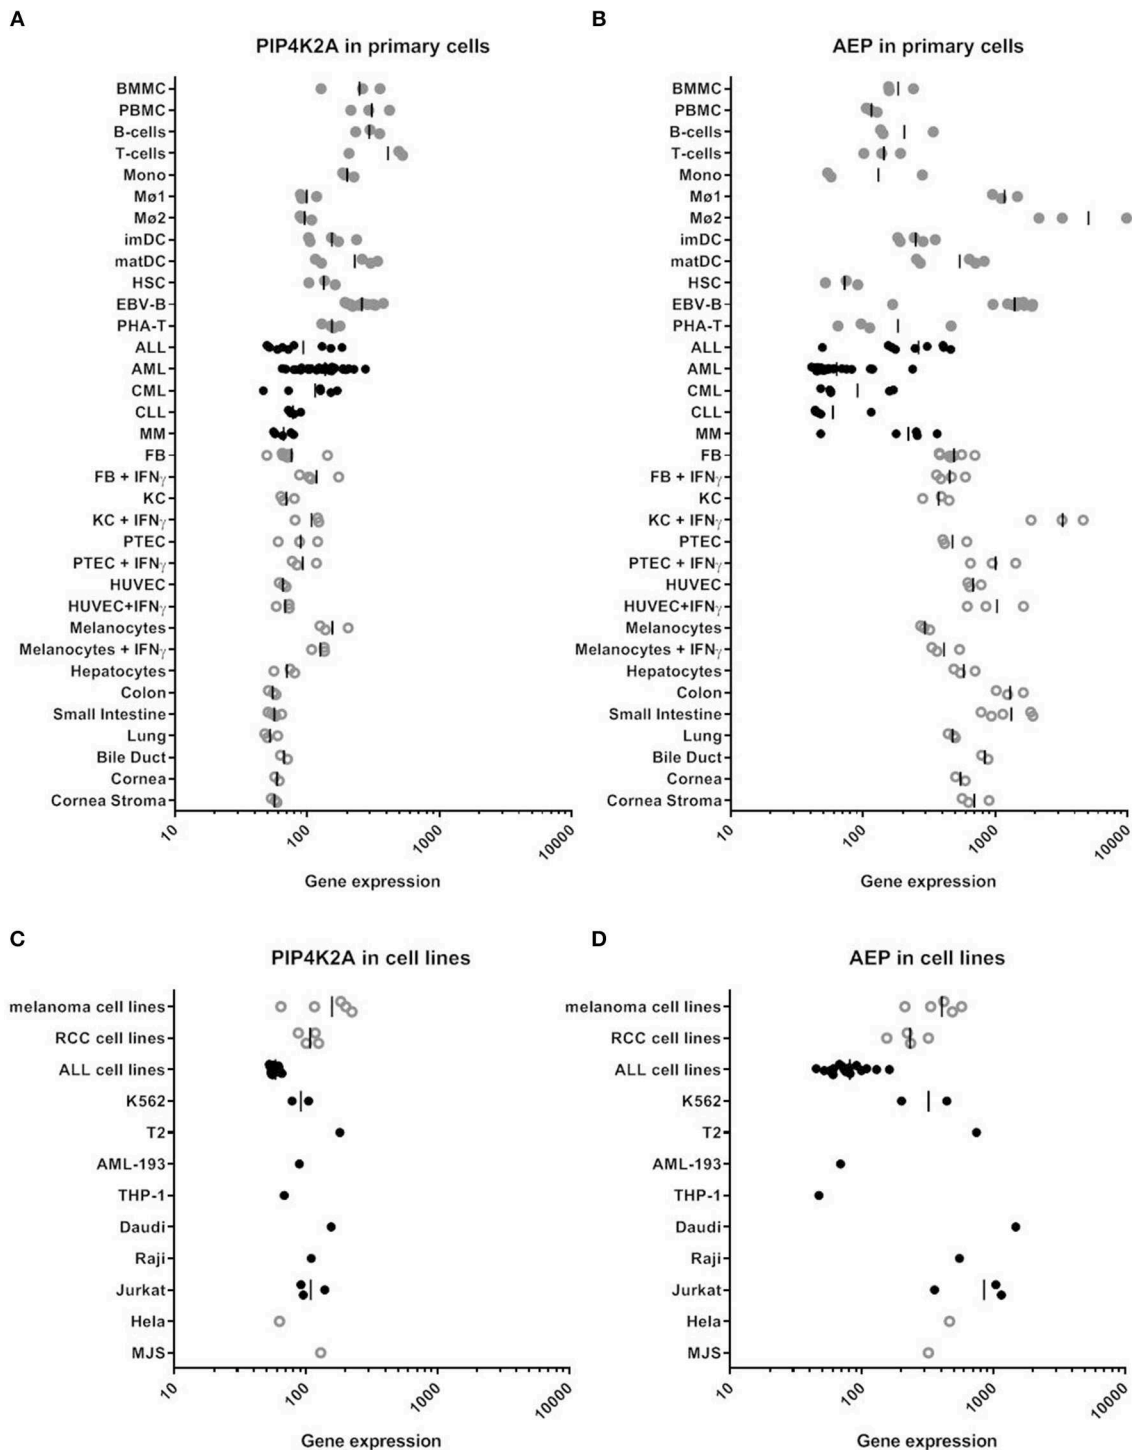 A
PIP4K2A in primary cells
BMMC
PBMC
B-cells
T-cells
Mono
Mø1
Mø2
imDC
matDC
HSC
EBV-B
PHA-T
ALL
AML
CML
CLL
MM
FB
FB + IFNγ
KC
KC + IFNγ
PTEC
PTEC + IFNγ
HUVEC
HUVEC+IFNγ
Melanocytes
Melanocytes + IFNγ
Hepatocytes
Colon
Small Intestine
Lung
Bile Duct
Cornea
Cornea Stroma
10
100
1000
10000
Gene expression
B
AEP in primary cells
BMMC
PBMC
B-cells
T-cells
Mono
Mø1
Mø2
imDC
matDC
HSC
EBV-B
PHA-T
ALL
AML
CML
CLL
MM
FB
FB + IFNγ
KC
KC + IFNγ
PTEC
PTEC + IFNγ
HUVEC
HUVEC+IFNγ
Melanocytes
Melanocytes + IFNγ
Hepatocytes
Colon
Small Intestine
Lung
Bile Duct
Cornea
Cornea Stroma
10
100
1000
10000
Gene expression
C
PIP4K2A in cell lines
melanoma cell lines
RCC cell lines
ALL cell lines
K562
T2
AML-193
THP-1
Daudi
Raji
Jurkat
Hela
MJS
10
100
1000
10000
Gene expression
D
AEP in cell lines
melanoma cell lines
RCC cell lines
ALL cell lines
K562
T2
AML-193
THP-1
Daudi
Raji
Jurkat
Hela
MJS
10
100
1000
10000
Gene expression